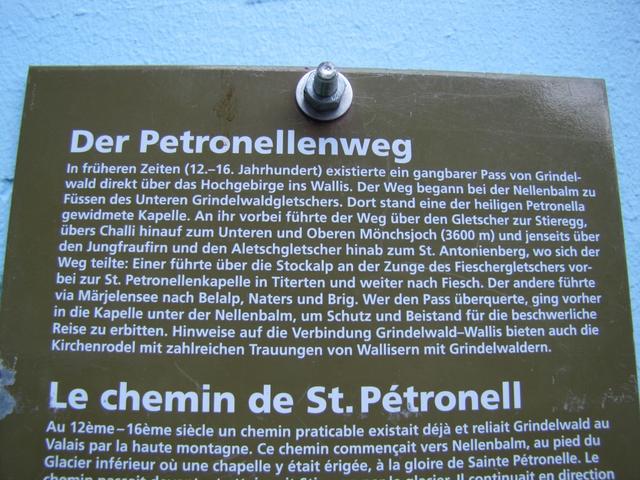 Der Petronellenweg
In früheren Zeiten (12.–16. Jahrhundert) existierte ein gangbarer Pass von Grindel-
wald direkt über das Hochgebirge ins Wallis. Der Weg begann bei der Nellenbalm zu
Füssen des Unteren Grindelwaldgletschers. Dort stand eine der heiligen Petronella
gewidmete Kapelle. An ihr vorbei führte der Weg über den Gletscher zur Stieregg,
übers Challi hinauf zum Unteren und Oberen Mönchsjoch (3600 m) und jenseits über
den Jungfraufirn und den Aletschgletscher hinab zum St. Antonienberg, wo sich der
Weg teilte: Einer führte über die Stockalp an der Zunge des Fieschergletschers vor-
bei zur St. Petronellenkapelle in Titerten und weiter nach Fiesch. Der andere führte
via Märjelensee nach Belalp, Naters und Brig. Wer den Pass überquerte, ging vorher
in die Kapelle unter der Nellenbalm, um Schutz und Beistand für die beschwerliche
Reise zu erbitten. Hinweise auf die Verbindung Grindelwald–Wallis bieten auch die
Kirchenrodel mit zahlreichen Trauungen von Wallisern mit Grindelwaldern.
Le chemin de St. Pétronell
Au 12ème–16ème siècle un chemin praticable existait déjà et reliait Grindelwald au
Valais par la haute montagne. Ce chemin commençait vers Nellenbalm, au pied du
Glacier inférieur où une chapelle y était érigée, à la gloire de Sainte Pétronelle. Le
chemin passait